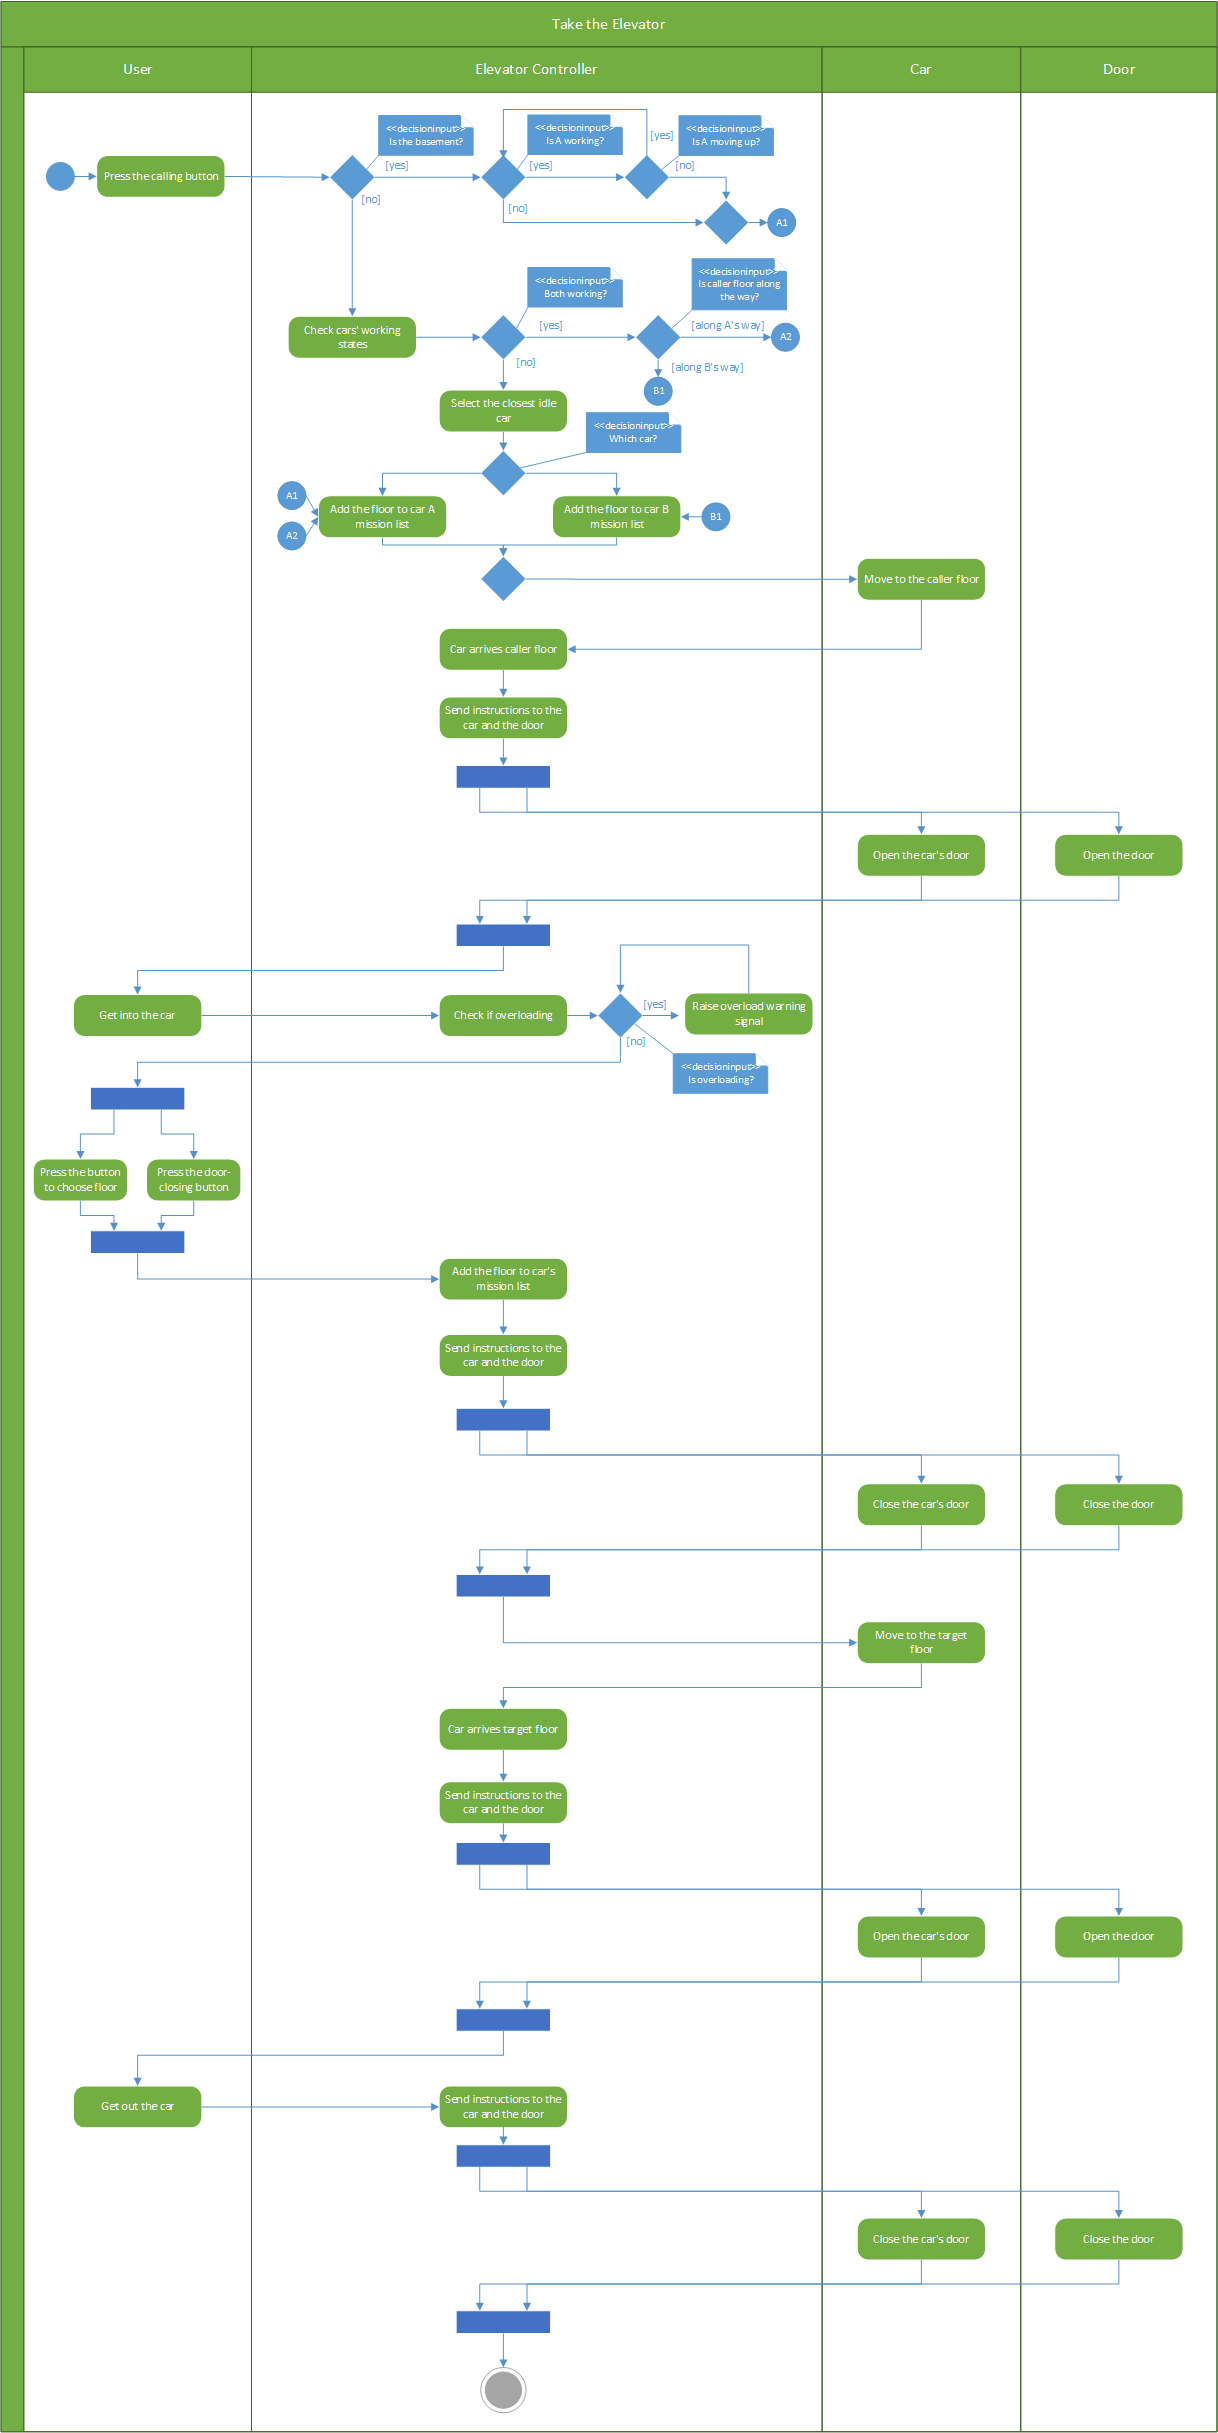 Take the Elevator
User
Elevator Controller
Car
Door
<<decisioninput>>
Is the basement?
<<decisioninput>>
Is A working?
<<decisioninput>>
Is A moving up?
[yes]
Press the calling button
[yes]
[yes]
[no]
[no]
[no]
A1
<<decisioninput>>
Both working?
<<decisioninput>>
Is caller floor along
the way?
Check cars' working
states
[yes]
[along A's way]
A2
[no]
[along B's way]
B1
Select the closest idle
car
<<decisioninput>>
Which car?
A1
A2
Add the floor to car A
mission list
Add the floor to car B
mission list
B1
Move to the caller floor
Car arrives caller floor
Send instructions to the
car and the door
Open the car's door
Open the door
Get into the car
Check if overloading
[yes]
Raise overload warning
signal
[no]
<<decisioninput>>
Is overloading?
Press the button
to choose floor
Press the door-
closing button
Add the floor to car's
mission list
Send instructions to the
car and the door
Close the car's door
Close the door
Move to the target
floor
Car arrives target floor
Send instructions to the
car and the door
Open the car's door
Open the door
Get out the car
Send instructions to the
car and the door
Close the car's door
Close the door